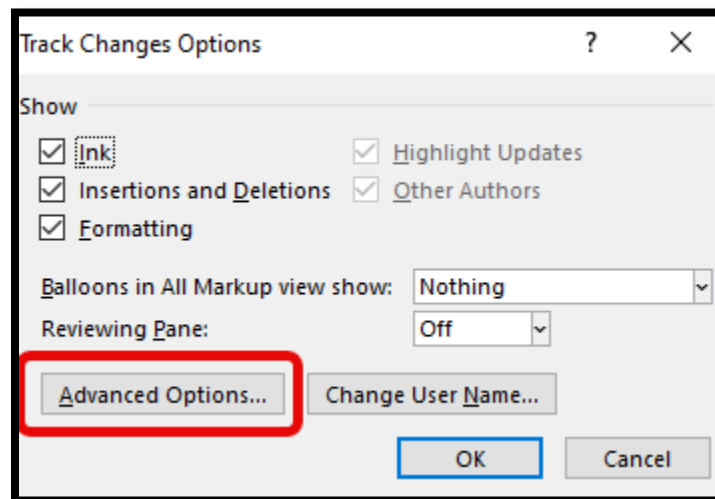 Track Changes Options ?
Show
Ink Highlight Updates
Insertions and Deletions Other Authors
Formatting
Balloons in All Markup view show: Nothing
Reviewing Pane: Off
Advanced Options... Change User Name...
OK Cancel